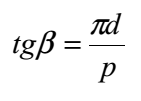 tgβ = πd / p